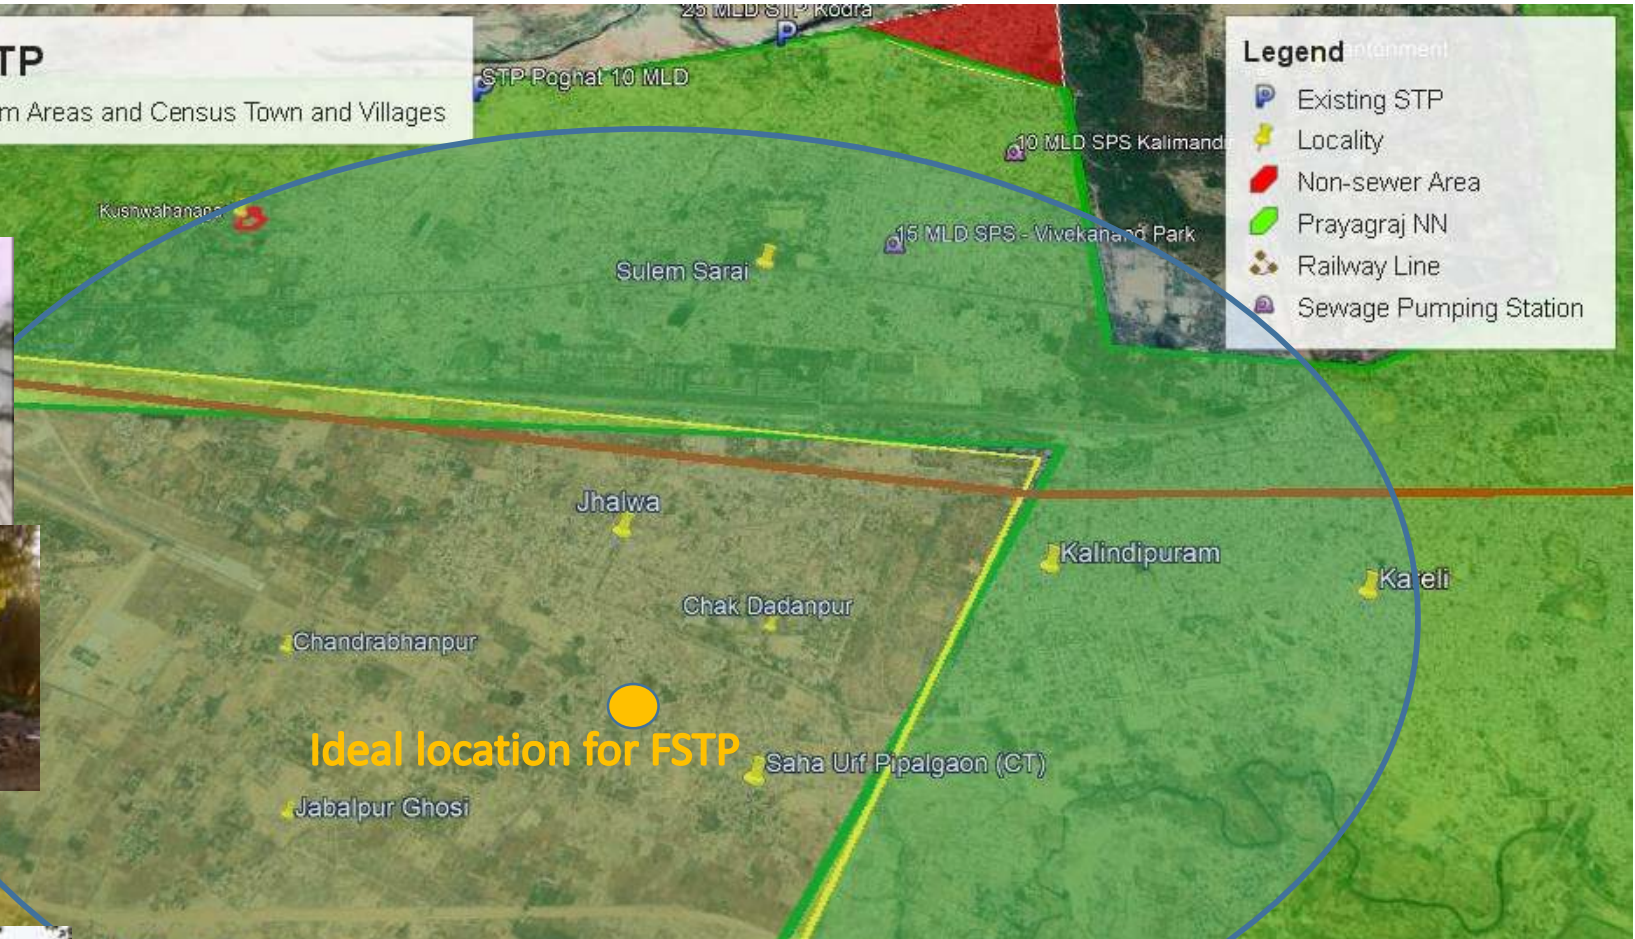 25 MLD STP Kodra
TP
m Areas and Census Town and Villages
STP Poghat 10 MLD
Legend
Existing STP
Locality
Non-sewer Area
Prayagraj NN
Railway Line
Sewage Pumping Station
10 MLD SPS Kalimandi
Kushwahanagar
15 MLD SPS - Vivekanand Park
Sulem Sarai
Jhalwa
Kalindipuram
Kareli
Chak Dadanpur
Chandrabhanpur
Ideal location for FSTP
Saha Urf Pipalgaon (CT)
Jabalpur Ghosi